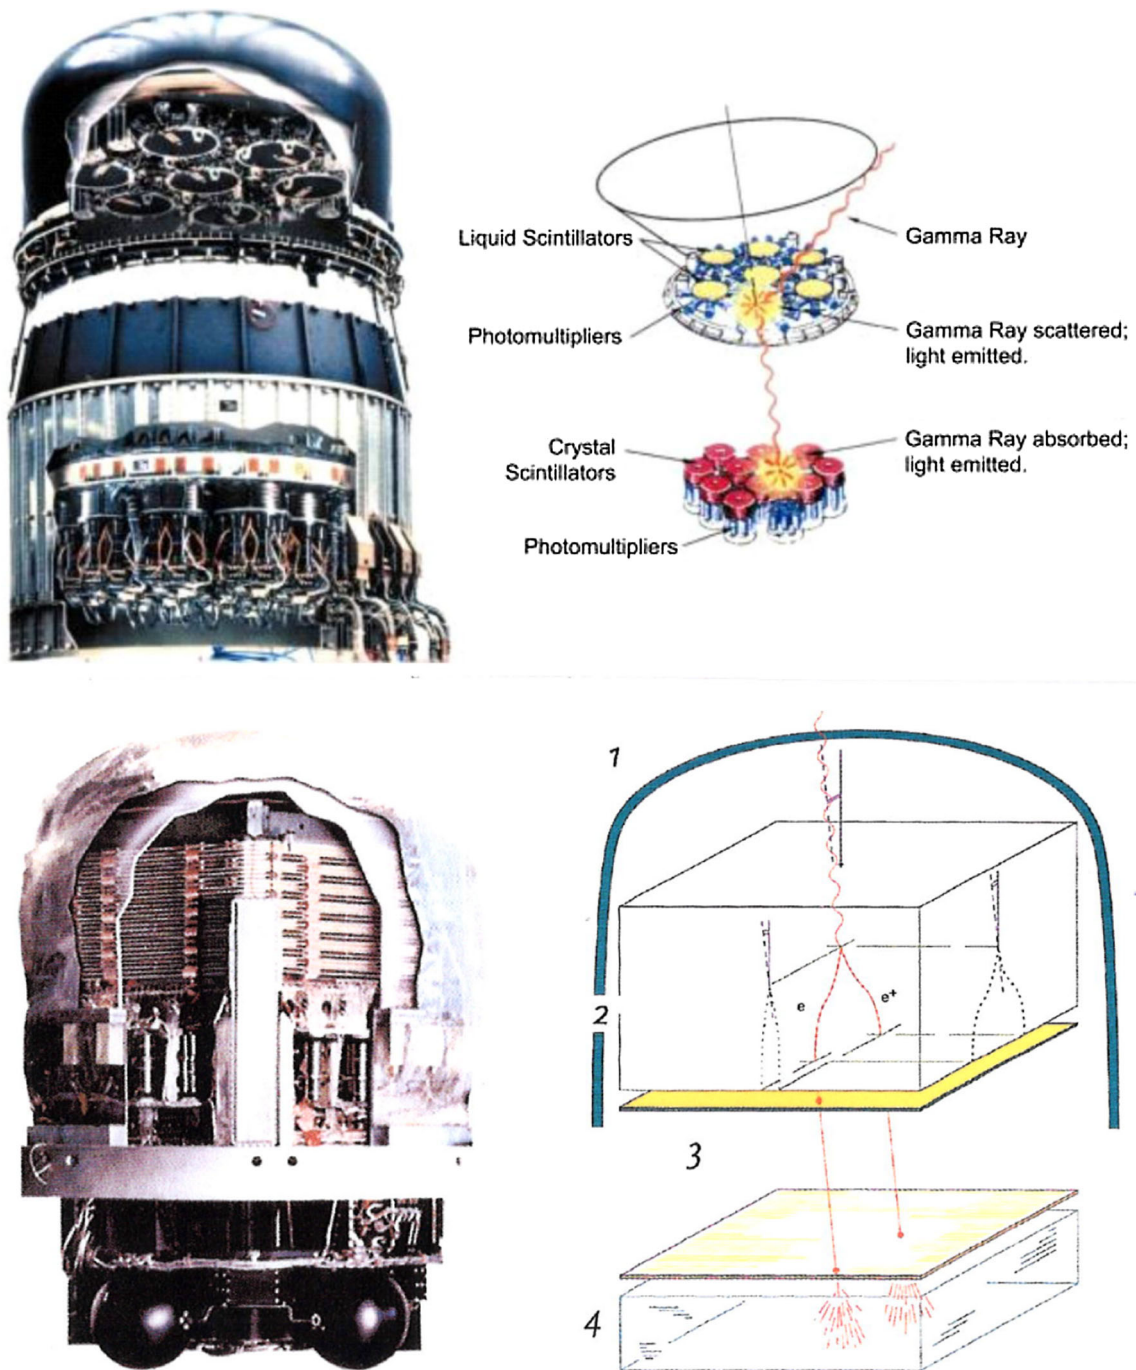 Liquid Scintillators
Gamma Ray
Photomultipliers
Gamma Ray scattered;
light emitted.
Crystal
Scintillators
Gamma Ray absorbed;
light emitted.
Photomultipliers
1
e
e+
2
3
4